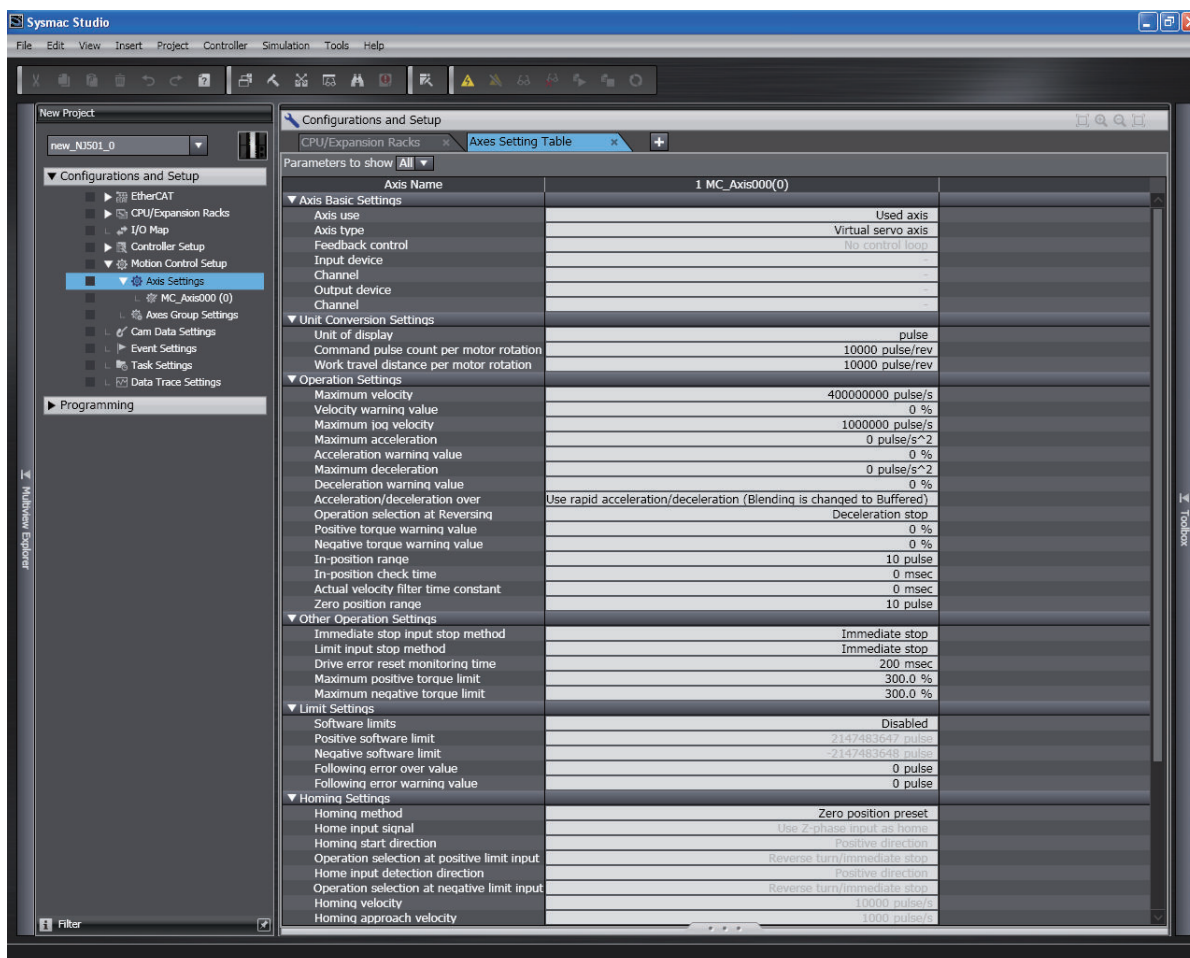 Sysmac Studio
File Edit View Insert Project Controller Simulation Tools Help
New Project
new_NJ501_0
Configurations and Setup
EtherCAT
CPU/Expansion Racks
I/O Map
Controller Setup
Motion Control Setup
Axis Settings
MC_Axis000 (0)
Axes Group Settings
Cam Data Settings
Event Settings
Task Settings
Data Trace Settings
Programming
Filter
Multiview Explorer
Configurations and Setup
CPU/Expansion Racks x Axes Setting Table x +
Parameters to show All
Axis Name 1 MC_Axis000(0)
Axis Basic Settings
Axis use Used axis
Axis type Virtual servo axis
Feedback control No control loop
Input device -
Channel -
Output device -
Channel -
Unit Conversion Settings
Unit of display pulse
Command pulse count per motor rotation 10000 pulse/rev
Work travel distance per motor rotation 10000 pulse/rev
Operation Settings
Maximum velocity 400000000 pulse/s
Velocity warning value 0 %
Maximum jog velocity 1000000 pulse/s
Maximum acceleration 0 pulse/s^2
Acceleration warning value 0 %
Maximum deceleration 0 pulse/s^2
Deceleration warning value 0 %
Acceleration/deceleration over Use rapid acceleration/deceleration (Blending is changed to Buffered)
Operation selection at Reversing Deceleration stop
Positive torque warning value 0 %
Negative torque warning value 0 %
In-position range 10 pulse
In-position check time 0 msec
Actual velocity filter time constant 0 msec
Zero position range 10 pulse
Other Operation Settings
Immediate stop input stop method Immediate stop
Limit input stop method Immediate stop
Drive error reset monitoring time 200 msec
Maximum positive torque limit 300.0 %
Maximum negative torque limit 300.0 %
Limit Settings
Software limits Disabled
Positive software limit 2147483647 pulse
Negative software limit -2147483648 pulse
Following error over value 0 pulse
Following error warning value 0 pulse
Homing Settings
Homing method Zero position preset
Home input signal Use Z-phase input as home
Homing start direction Positive direction
Operation selection at positive limit input Reverse turn/immediate stop
Home input detection direction Positive direction
Operation selection at negative limit input Reverse turn/immediate stop
Homing velocity 10000 pulse/s
Homing approach velocity 1000 pulse/s
Toolbox